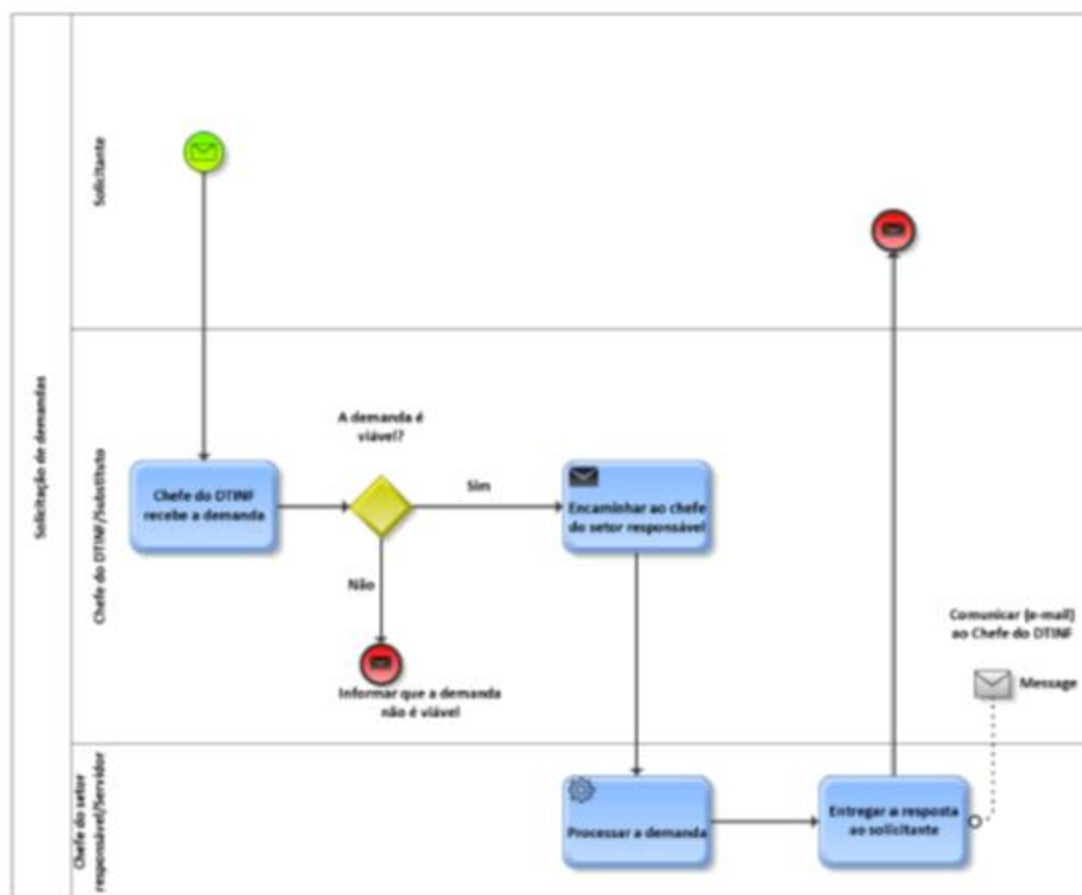 Solicitação de demandas
Solicitante
Chefe do DTINF/Substituto
A demanda é
viável?
Chefe do DTINF
recebe a demanda
Sim
Encaminhar ao chefe
do setor responsável
Não
Informar que a demanda
não é viável
Comunicar (e-mail)
ao Chefe do DTINF
Message
Chefe do setor
responsável/Servidor
Processar a demanda
Entregar a resposta
ao solicitante